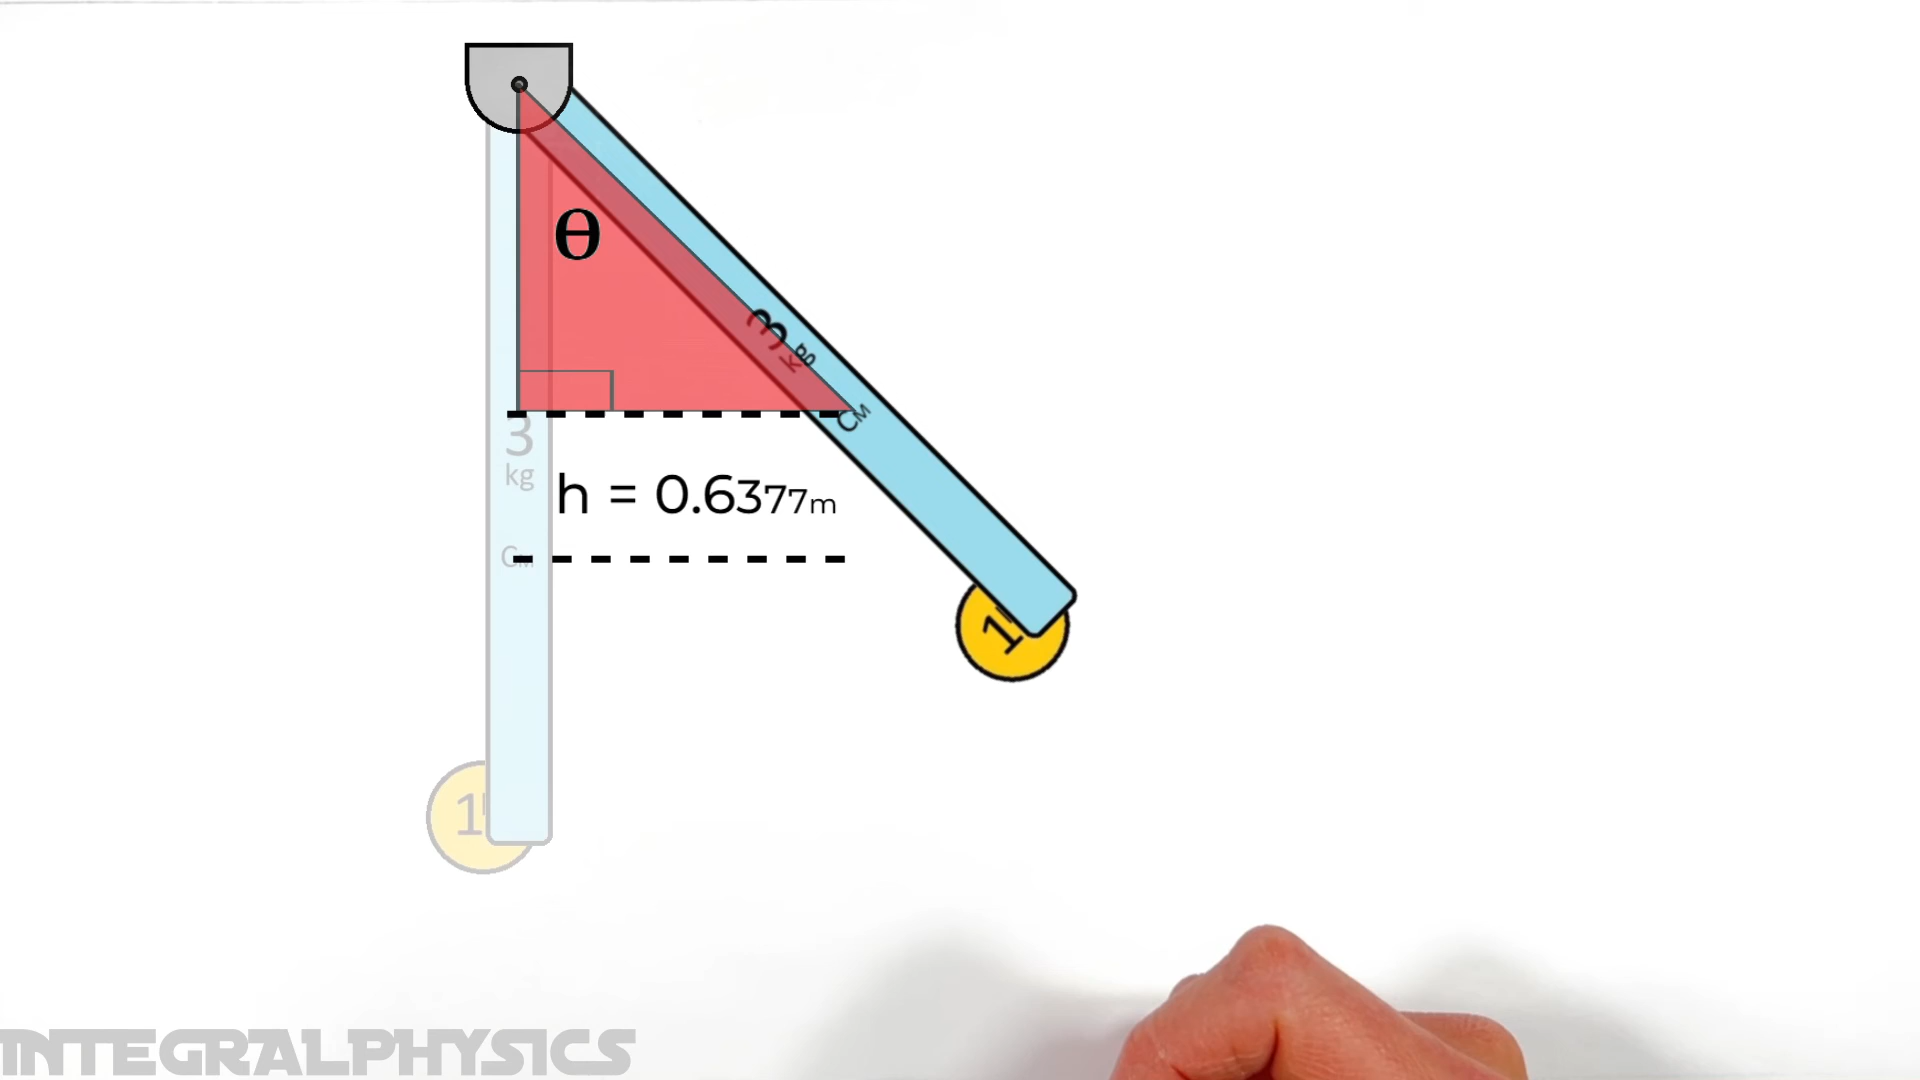 θ
3
kg
CM
3
kg
h = 0.6377m
CM
1
1
INTEGRALPHYSICS